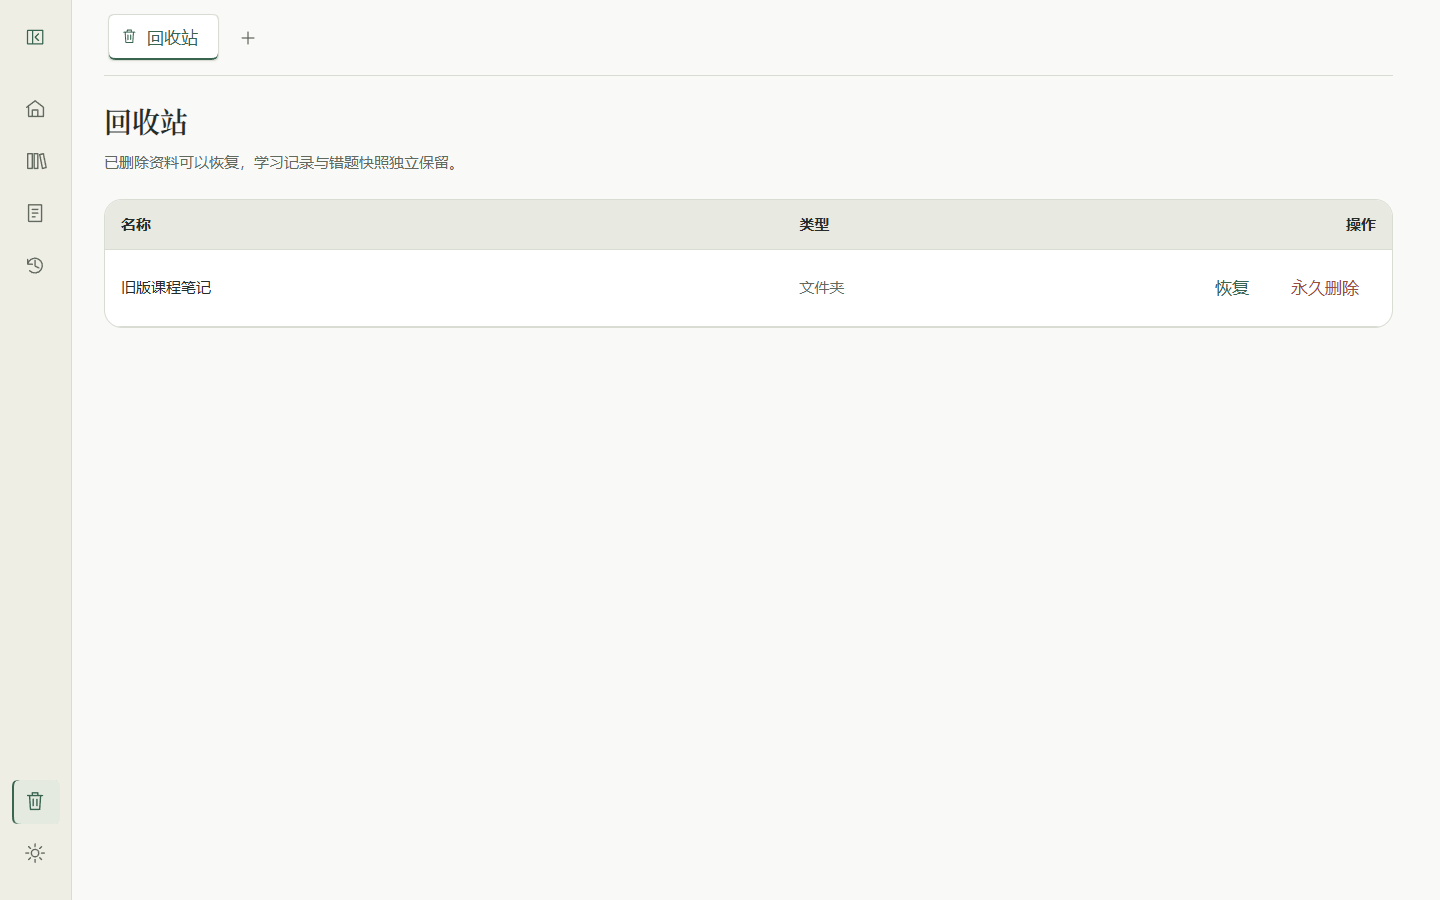 回收站
回收站
已删除资料可以恢复，学习记录与错题快照独立保留。
名称 类型 操作
旧版课程笔记 文件夹 恢复 永久删除